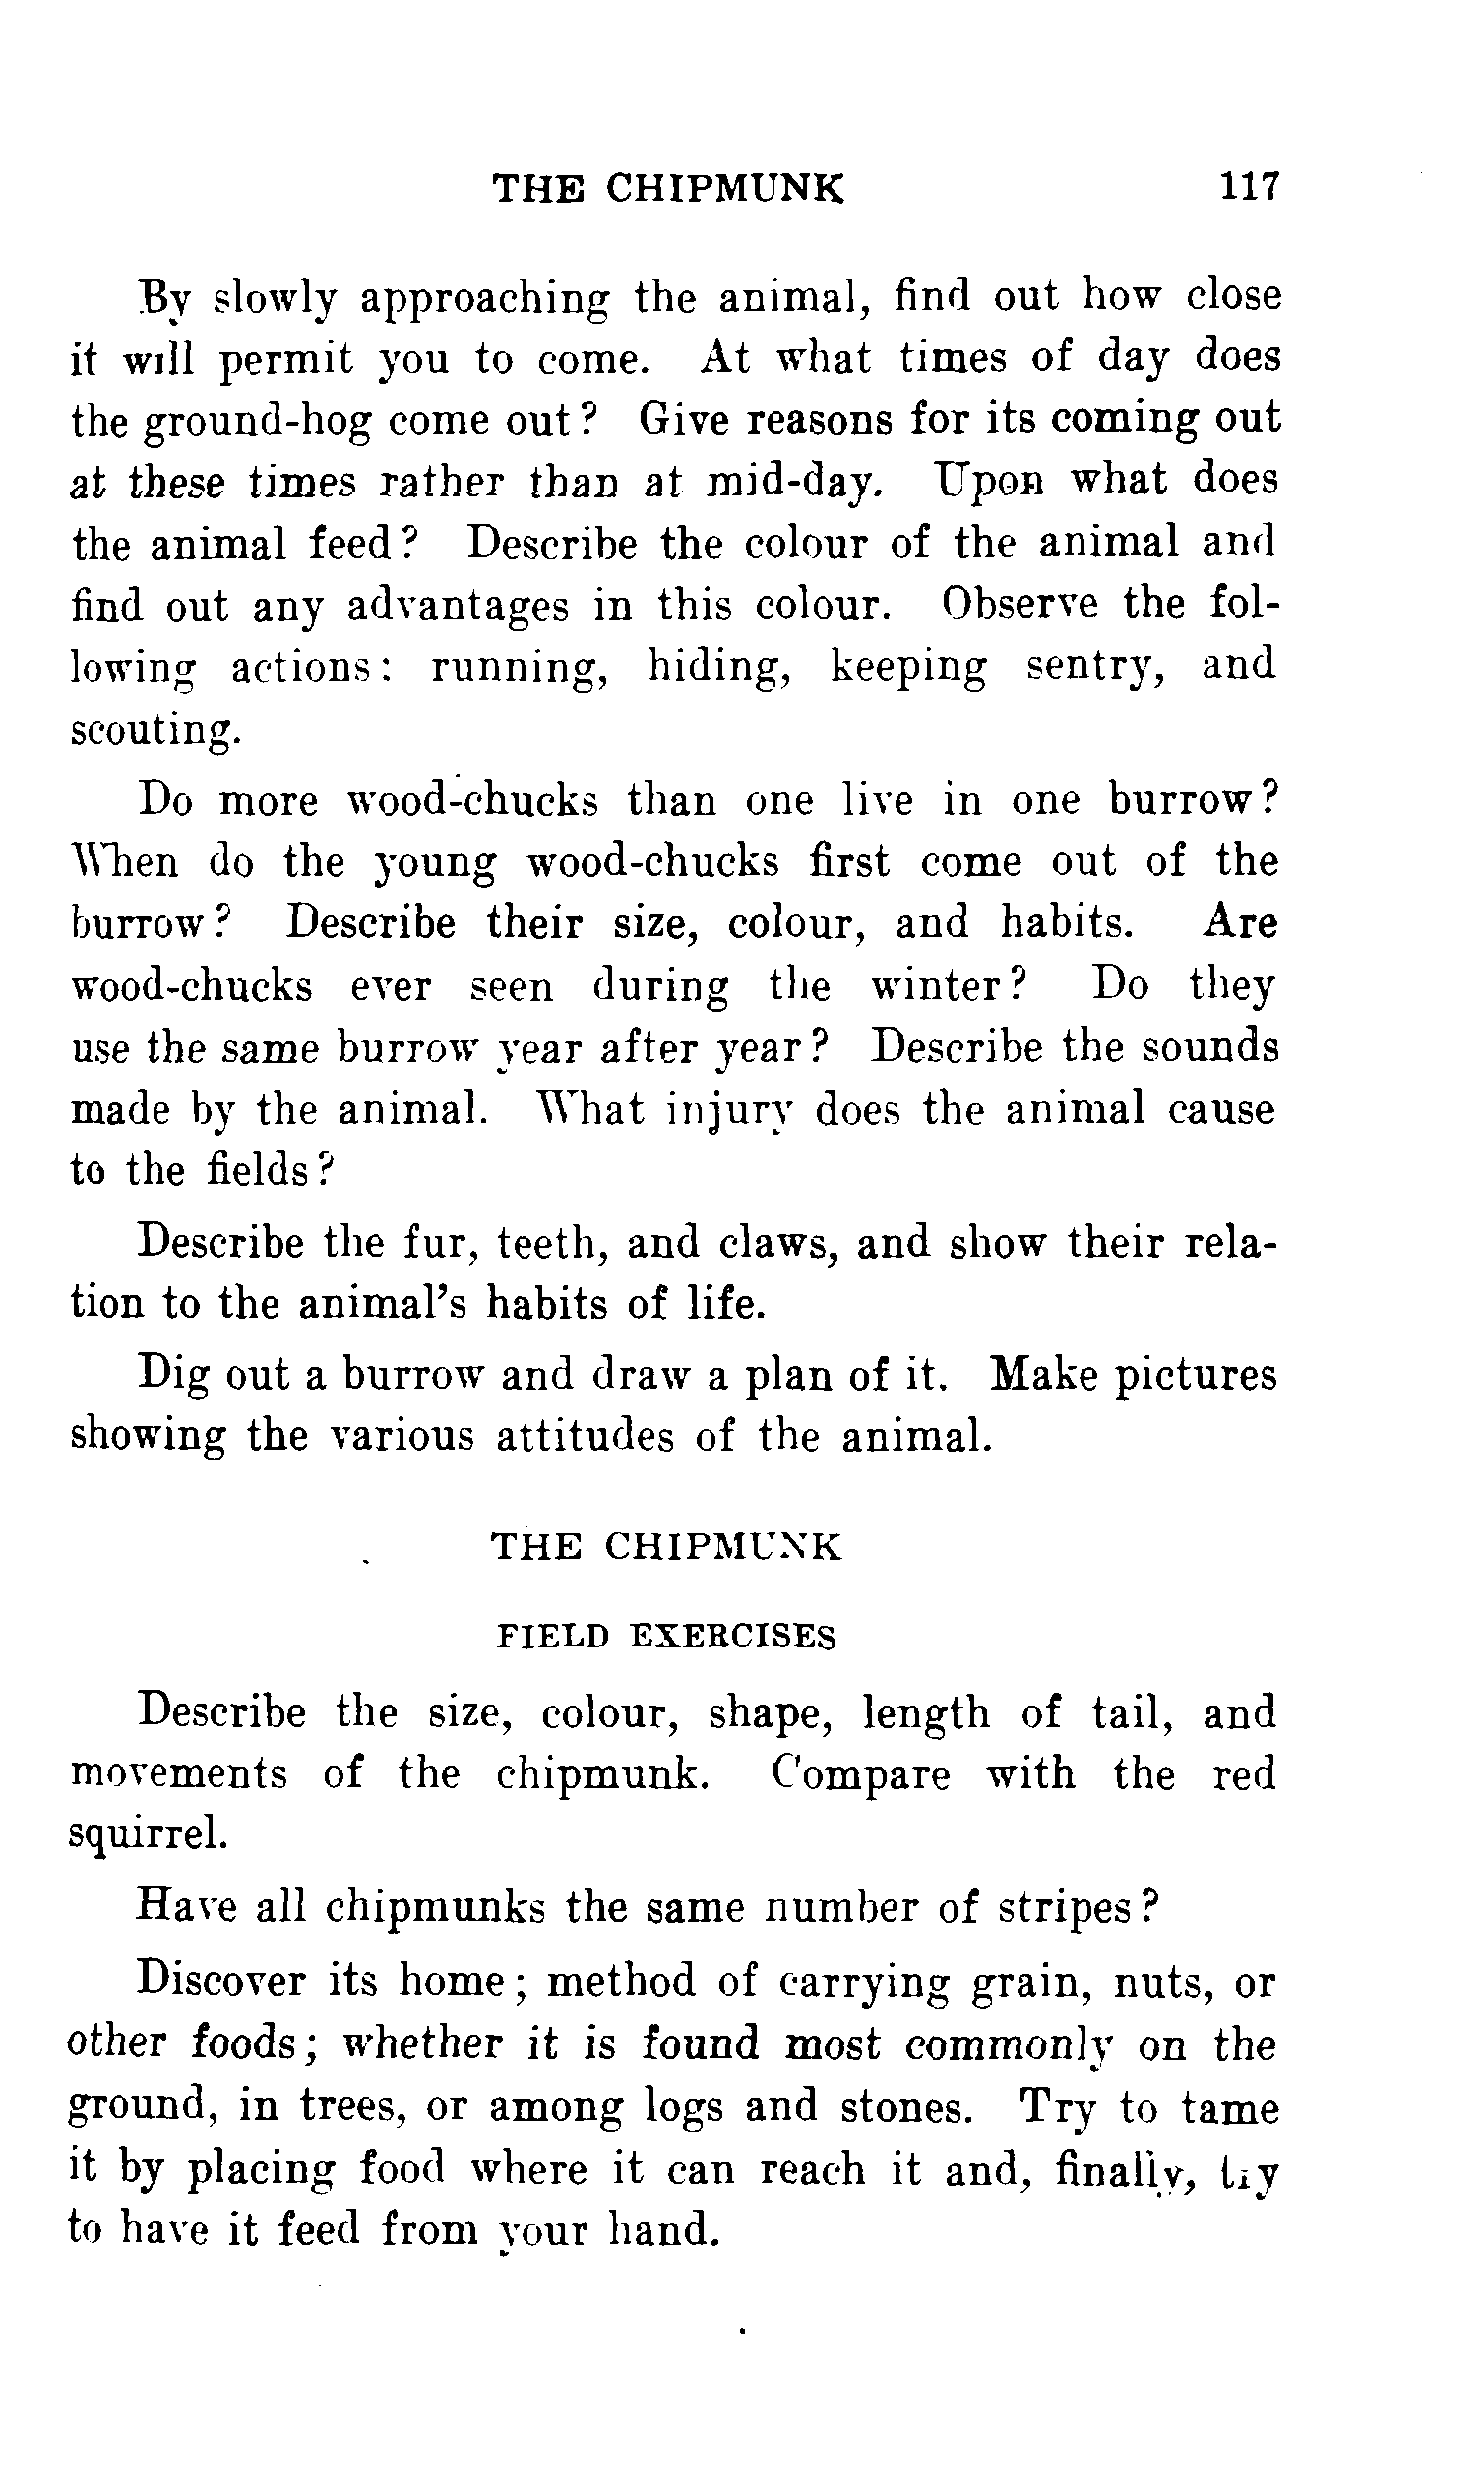 THE CHIPMUNK 117
By slowly approaching the animal, find out how close
it will permit you to come. At what times of day does
the ground-hog come out? Give reasons for its coming out
at these times rather than at mid-day. Upon what does
the animal feed? Describe the colour of the animal and
find out any advantages in this colour. Observe the fol-
lowing actions: running, hiding, keeping sentry, and
scouting.
Do more wood-chucks than one live in one burrow?
When do the young wood-chucks first come out of the
burrow? Describe their size, colour, and habits. Are
wood-chucks ever seen during the winter? Do they
use the same burrow year after year? Describe the sounds
made by the animal. What injury does the animal cause
to the fields?
Describe the fur, teeth, and claws, and show their rela-
tion to the animal's habits of life.
Dig out a burrow and draw a plan of it. Make pictures
showing the various attitudes of the animal.
THE CHIPMUNK
FIELD EXERCISES
Describe the size, colour, shape, length of tail, and
movements of the chipmunk. Compare with the red
squirrel.
Have all chipmunks the same number of stripes?
Discover its home; method of carrying grain, nuts, or
other foods; whether it is found most commonly on the
ground, in trees, or among logs and stones. Try to tame
it by placing food where it can reach it and, finally, try
to have it feed from your hand.